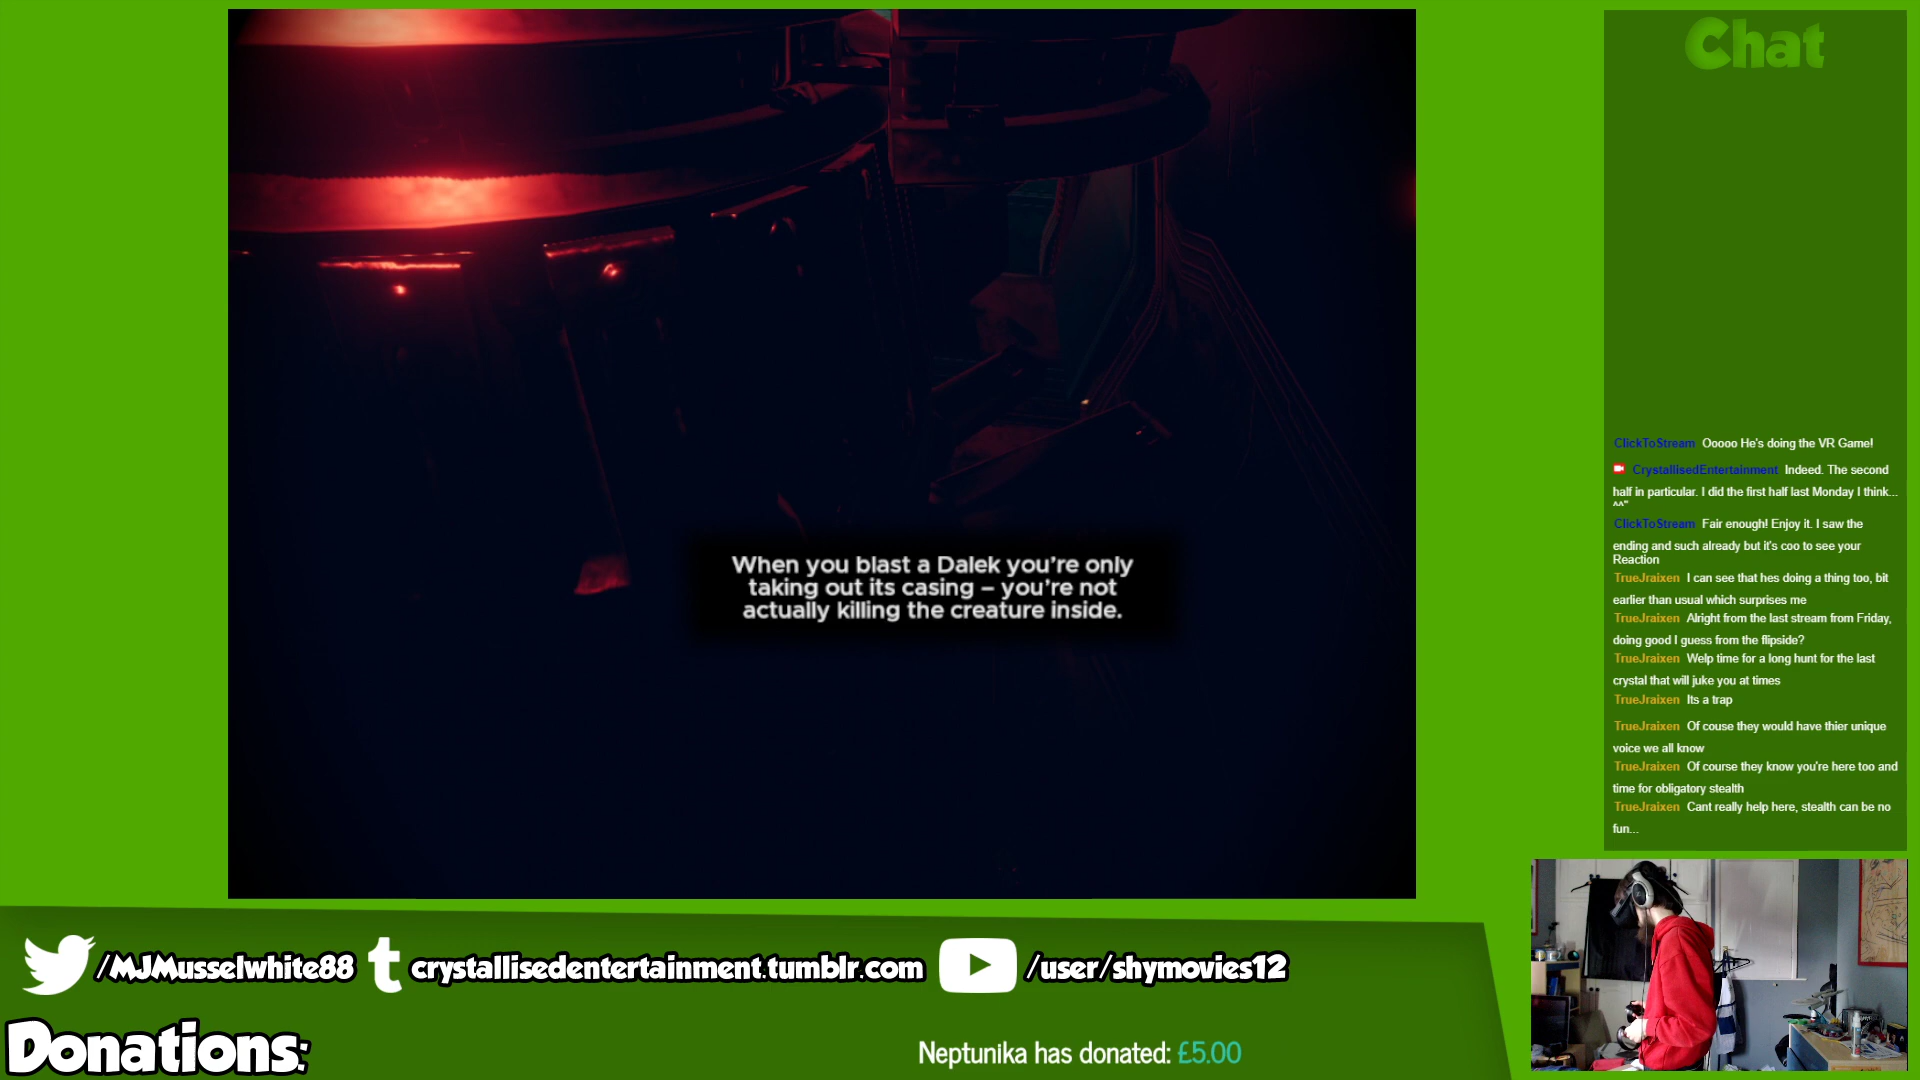 Chat
ClickToStream Ooooo He's doing the VR Game!
CrystallisedEntertainment Indeed. The second
half in particular. I did the first half last Monday I think...
^^"
ClickToStream Fair enough! Enjoy it. I saw the
ending and such already but it's coo to see your
Reaction
TrueJraixen I can see that hes doing a thing too, bit
earlier than usual which surprises me
TrueJraixen Alright from the last stream from Friday,
doing good I guess from the flipside?
TrueJraixen Welp time for a long hunt for the last
crystal that will juke you at times
TrueJraixen Its a trap
TrueJraixen Of couse they would have thier unique
voice we all know
TrueJraixen Of course they know you're here too and
time for obligatory stealth
TrueJraixen Cant really help here, stealth can be no
fun...
When you blast a Dalek you’re only
taking out its casing – you’re not
actually killing the creature inside.
/MJMusselwhite88 crystallisedentertainment.tumblr.com /user/shymovies12
Donations:
Neptunika has donated: £5.00